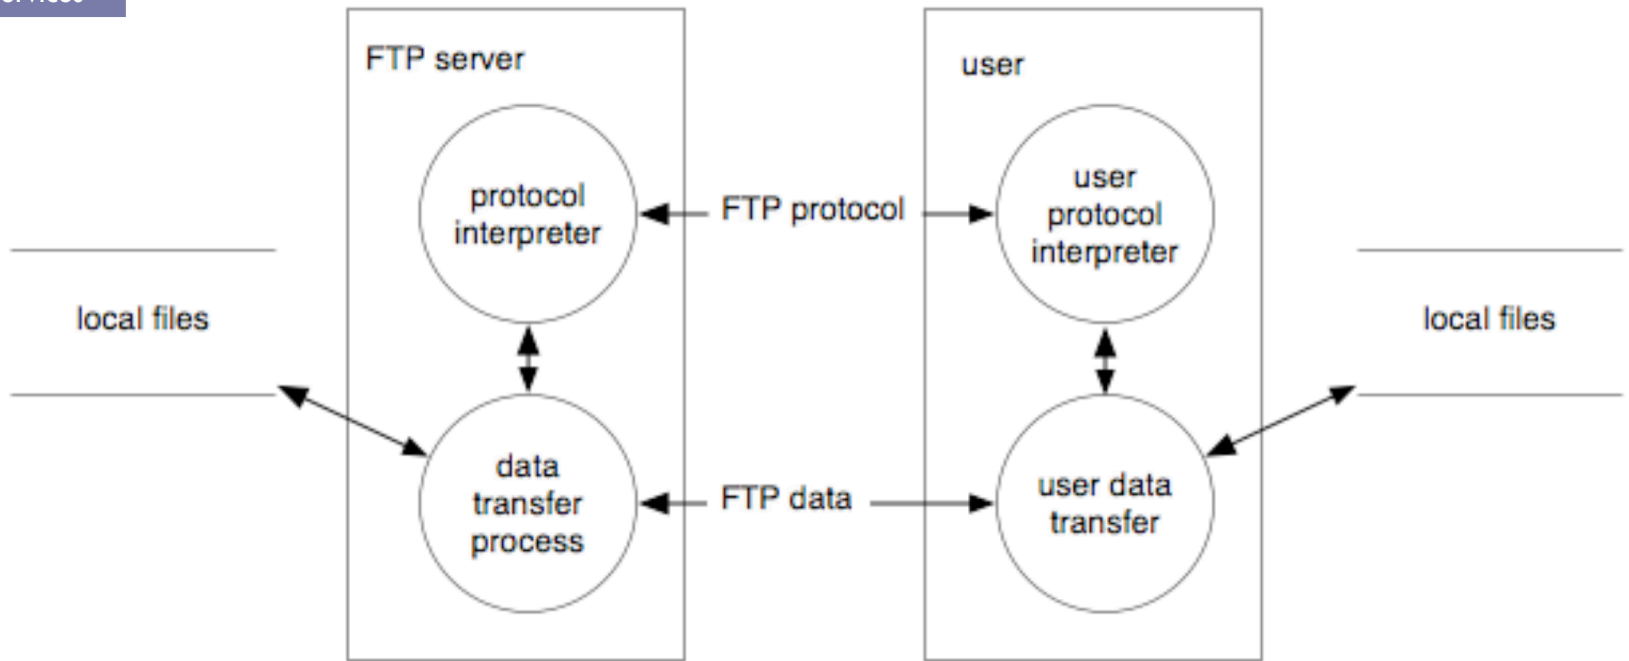 FTP server
user
protocol
interpreter
FTP protocol
user
protocol
interpreter
local files
local files
data
transfer
process
FTP data
user data
transfer